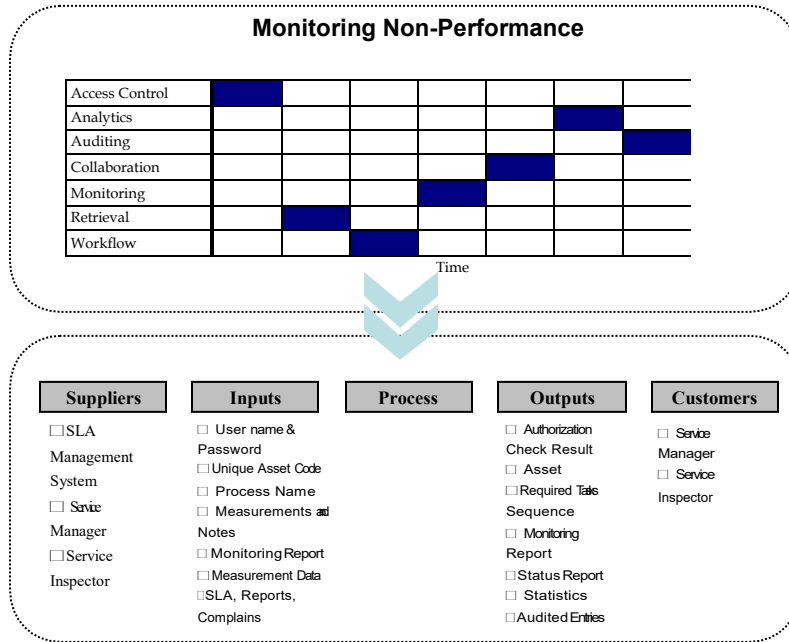 Monitoring Non-Performance
Access Control
Analytics
Auditing
Collaboration
Monitoring
Retrieval
Workflow
Time
Suppliers
☐ SLA
Management
System
☐ Service
Manager
☐ Service
Inspector
Inputs
☐ User name &
Password
☐ Unique Asset Code
☐ Process Name
☐ Measurements and
Notes
☐ Monitoring Report
☐ Measurement Data
☐ SLA, Reports,
Complains
Process
Outputs
☐ Authorization
Check Result
☐ Asset
☐ Required Tasks
Sequence
☐ Monitoring
Report
☐ Status Report
☐ Statistics
☐ Audited Entries
Customers
☐ Service
Manager
☐ Service
Inspector